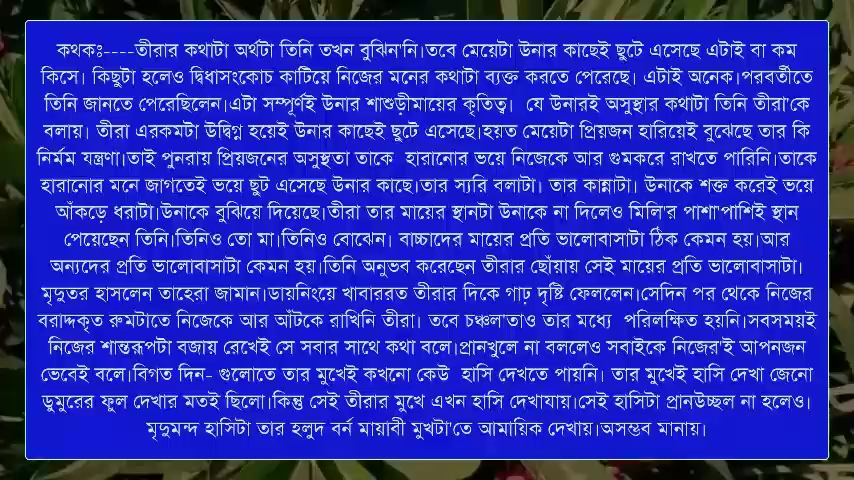 কথকঃ----তীরার কথাটা অর্থটা তিনি তখন বুঝিন'নি।তবে মেয়েটা উনার কাছেই ছুটে এসেছে এটাই বা কম
কিসে। কিছুটা হলেও দ্বিধাসংকোচ কাটিয়ে নিজের মনের কথাটা ব্যক্ত করতে পেরেছে। এটাই অনেক।পরবর্তীতে
তিনি জানতে পেরেছিলেন।এটা সম্পূর্ণই উনার শাশুড়ীমায়ের কৃতিত্ব। যে উনারই অসুস্থার কথাটা তিনি তীরা'কে
বলায়। তীরা এরকমটা উদ্বিগ্ন হয়েই উনার কাছেই ছুটে এসেছে।হয়ত মেয়েটা প্রিয়জন হারিয়েই বুঝেছে তার কি
নির্মম যন্ত্রণা।তাই পুনরায় প্রিয়জনের অসুস্থতা তাকে হারানোর ভয়ে নিজেকে আর গুমকরে রাখতে পারিনি।তাকে
হারানোর মনে জাগতেই ভয়ে ছুট এসেছে উনার কাছে।তার স্যরি বলাটা। তার কান্নাটা। উনাকে শক্ত করেই ভয়ে
আঁকড়ে ধরাটা।উনাকে বুঝিয়ে দিয়েছে।তীরা তার মায়ের স্থানটা উনাকে না দিলেও মিলি'র পাশা'পাশিই স্থান
পেয়েছেন তিনি।তিনিও তো মা।তিনিও বোঝেন। বাচ্চাদের মায়ের প্রতি ভালোবাসাটা ঠিক কেমন হয়।আর
অন্যদের প্রতি ভালোবাসাটা কেমন হয়।তিনি অনুভব করেছেন তীরার ছোঁয়ায় সেই মায়ের প্রতি ভালোবাসাটা।
মৃদুতর হাসলেন তাহেরা জামান।ডায়নিংয়ে খাবাররত তীরার দিকে গাঢ় দৃষ্টি ফেললেন।সেদিন পর থেকে নিজের
বরাদ্দকৃত রুমটাতে নিজেকে আর আঁটকে রাখিনি তীরা। তবে চঞ্চল'তাও তার মধ্যে পরিলক্ষিত হয়নি।সবসময়ই
নিজের শান্তরূপটা বজায় রেখেই সে সবার সাথে কথা বলে।প্রানখুলে না বললেও সবাইকে নিজের'ই আপনজন
ভেবেই বলে।বিগত দিন- গুলোতে তার মুখেই কখনো কেউ হাসি দেখতে পায়নি। তার মুখেই হাসি দেখা জেনো
ডুমুরের ফুল দেখার মতই ছিলো।কিন্তু সেই তীরার মুখে এখন হাসি দেখাযায়।সেই হাসিটা প্রানউচ্ছল না হলেও।
মৃদুমন্দ হাসিটা তার হলুদ বর্ন মায়াবী মুখটা'তে আমায়িক দেখায়।অসম্ভব মানায়।